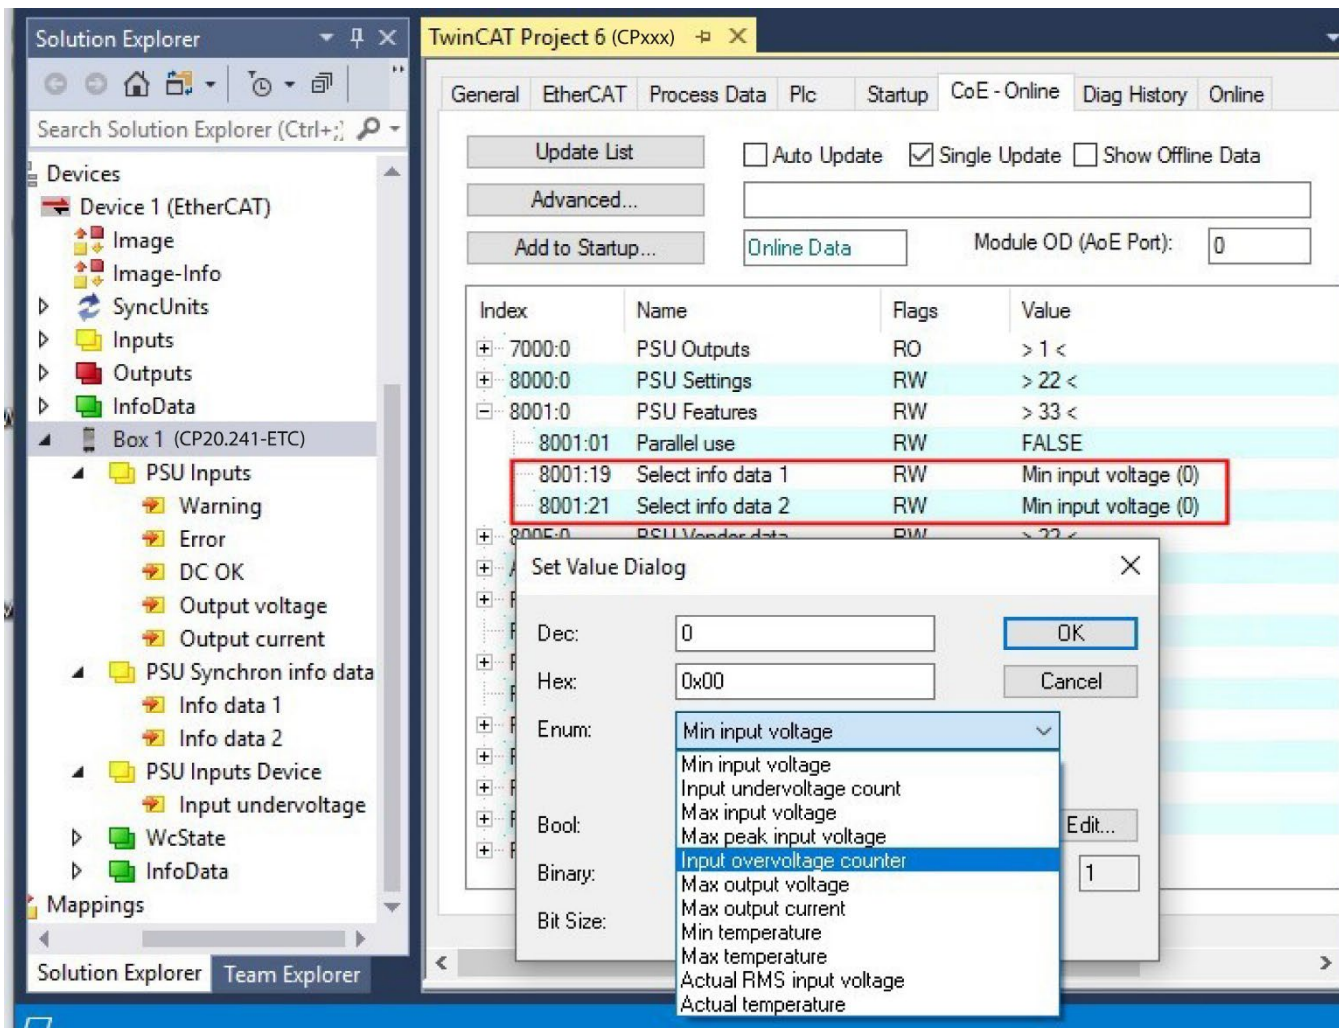 Solution Explorer
Search Solution Explorer (Ctrl+;)
Devices
Device 1 (EtherCAT)
Image
Image-Info
SyncUnits
Inputs
Outputs
InfoData
Box 1 (CP20.241-ETC)
PSU Inputs
Warning
Error
DC OK
Output voltage
Output current
PSU Synchron info data
Info data 1
Info data 2
PSU Inputs Device
Input undervoltage
WcState
InfoData
Mappings
Solution Explorer Team Explorer
TwinCAT Project 6 (CPxxx)
General EtherCAT Process Data Plc Startup CoE - Online Diag History Online
Update List Auto Update Single Update Show Offline Data
Advanced...
Add to Startup... Online Data Module OD (AoE Port): 0
Index Name Flags Value
7000:0 PSU Outputs RO > 1 <
8000:0 PSU Settings RW > 22 <
8001:0 PSU Features RW > 33 <
8001:01 Parallel use RW FALSE
8001:19 Select info data 1 RW Min input voltage (0)
8001:21 Select info data 2 RW Min input voltage (0)
800F:0 PSU Vendor data RW > 22 <
Set Value Dialog
Dec: 0 OK
Hex: 0x00 Cancel
Enum: Min input voltage
Min input voltage
Input undervoltage count
Max input voltage
Max peak input voltage
Input overvoltage counter
Max output voltage
Max output current
Min temperature
Max temperature
Actual RMS input voltage
Actual temperature
Bool: Edit...
Binary: 1
Bit Size: